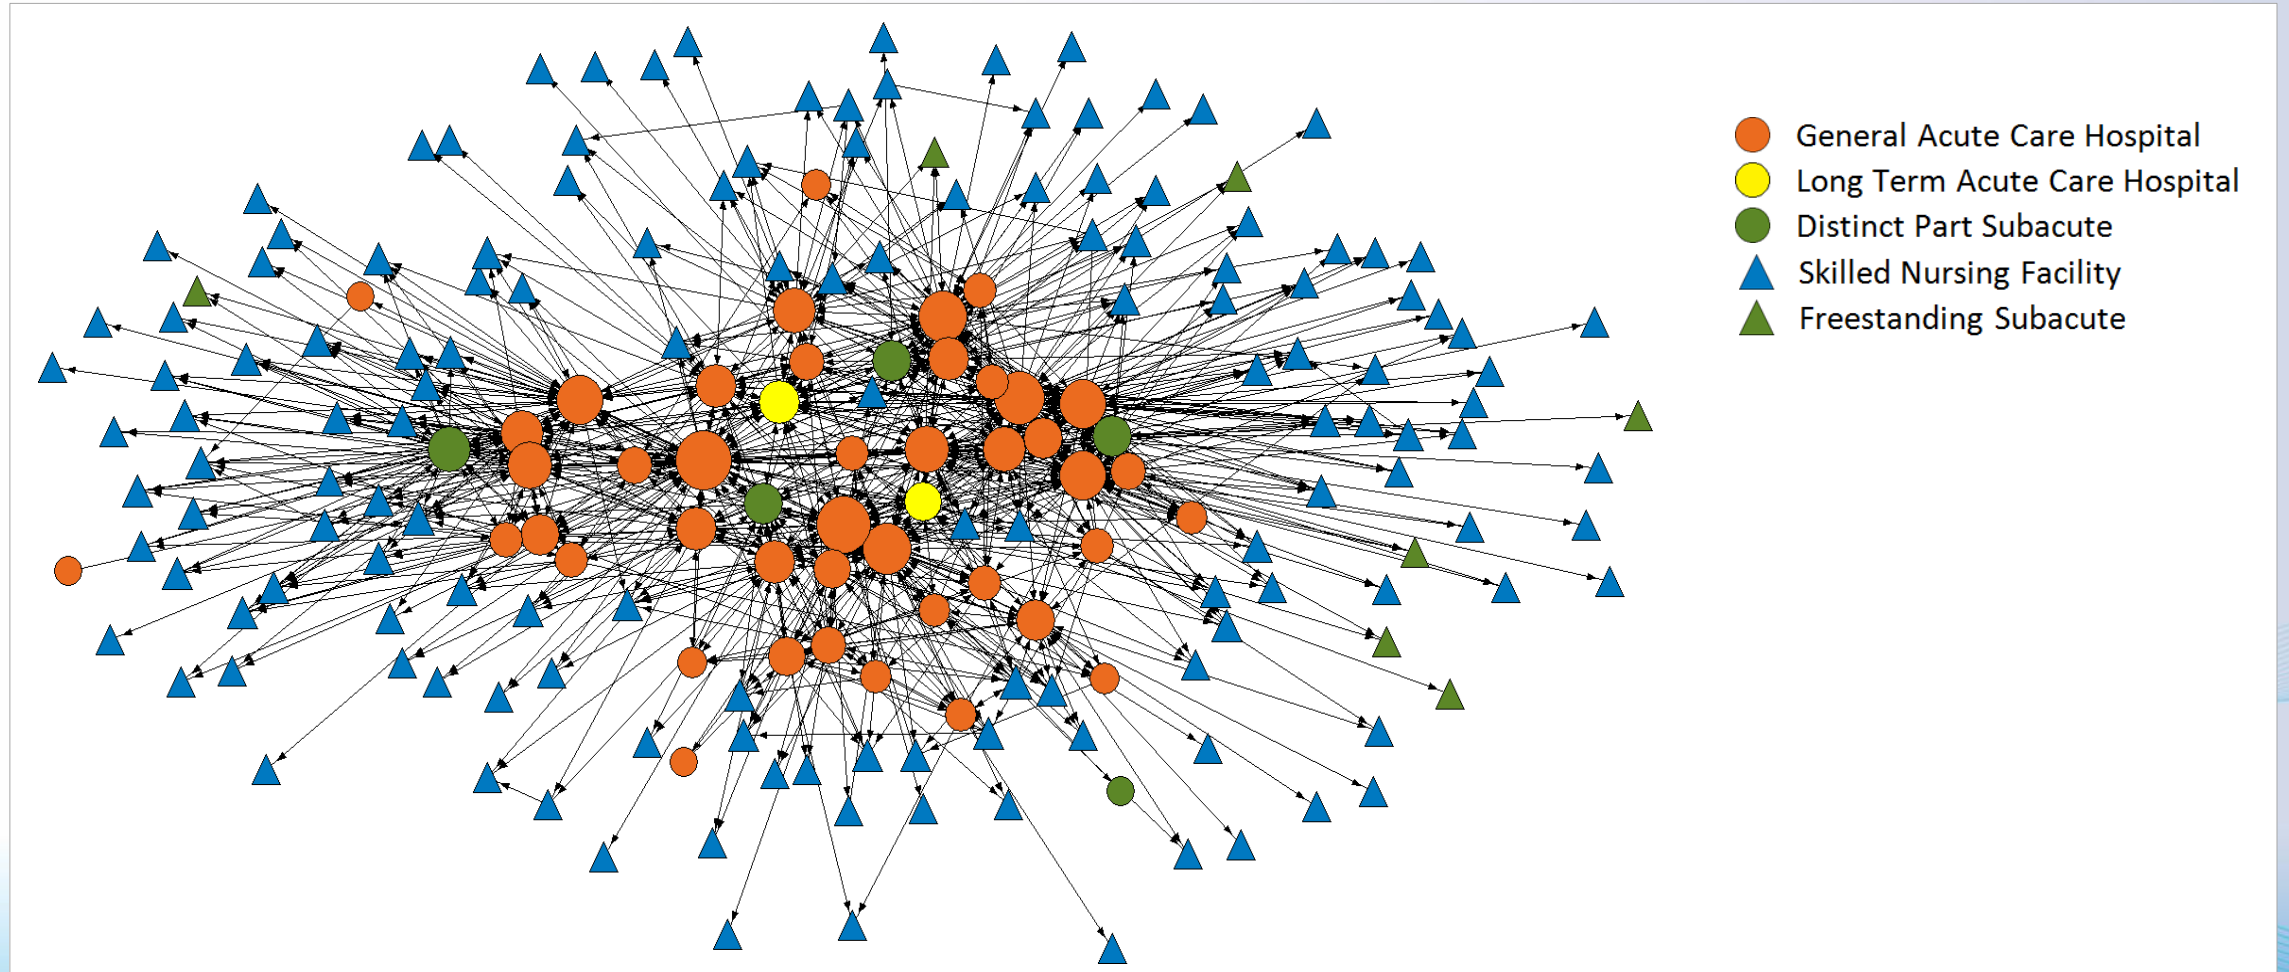 General Acute Care Hospital
Long Term Acute Care Hospital
Distinct Part Subacute
Skilled Nursing Facility
Freestanding Subacute